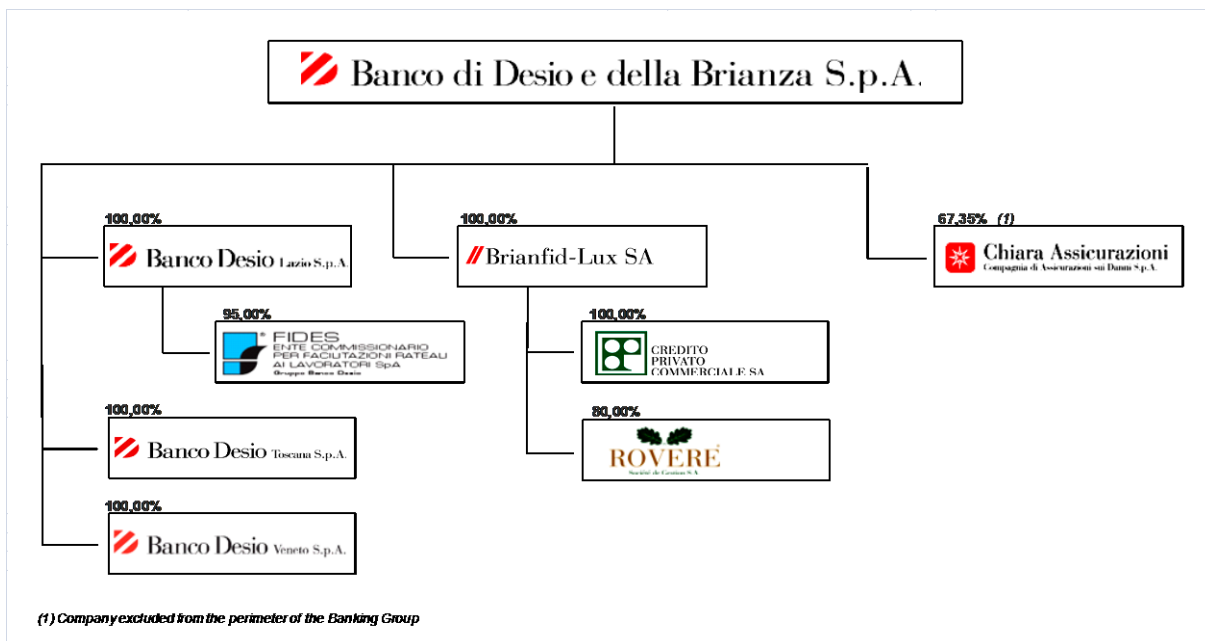 Banco di Desio e della Brianza S.p.A.
100,00%
Banco Desio Lazio S.p.A.
95,00%
FIDES
ENTE COMMISSIONARIO
PER FACILITAZIONI RATEALI
AI LAVORATORI SpA
Gruppo Banco Desio
100,00%
Banco Desio Toscana S.p.A.
100,00%
Banco Desio Veneto S.p.A.
100,00%
Brianfid-Lux SA
100,00%
CREDITO
PRIVATO
COMMERCIALE SA
80,00%
ROVERE
Société de Gestion S.A.
67,35% (1)
Chiara Assicurazioni
Compagnia di Assicurazioni sui Danni S.p.A.
(1) Company excluded from the perimeter of the Banking Group